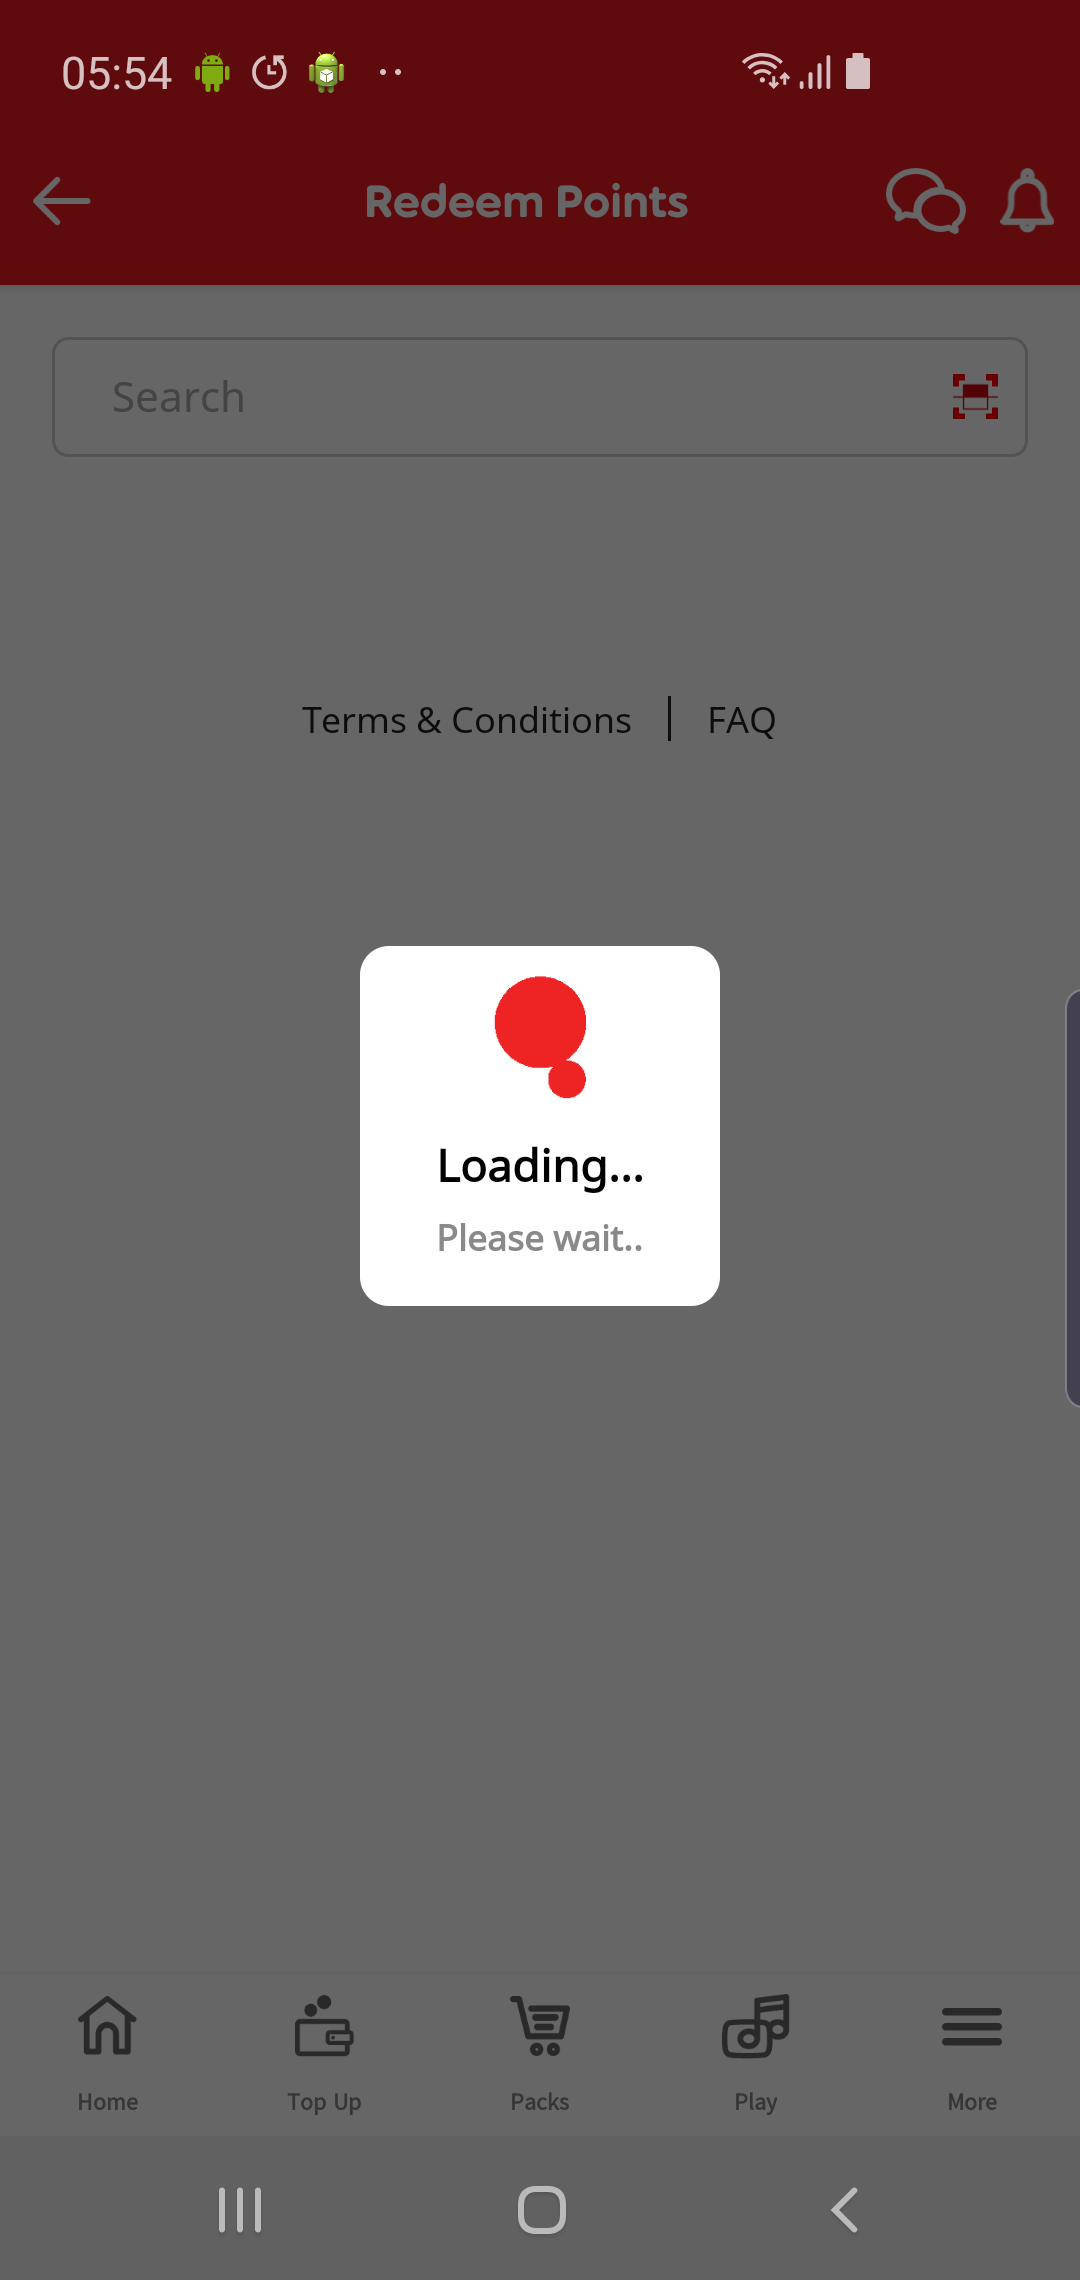 05:54
Redeem Points
Search
Terms & Conditions | FAQ
Loading...
Please wait..
Home Top Up Packs Play More